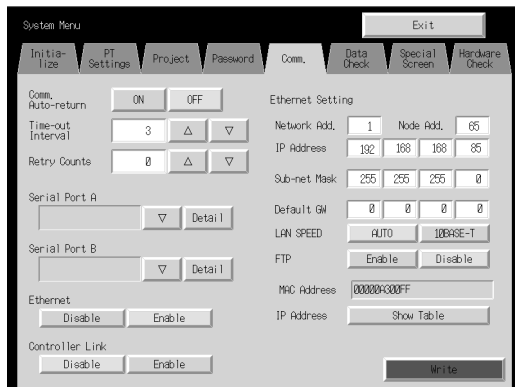 System Menu
Exit
Initia-
lize
PT
Settings
Project
Password
Comm.
Data
Check
Special
Screen
Hardware
Check
Comm.
Auto-return
ON
OFF
Time-out
Interval
3
△
▽
Retry Counts
0
△
▽
Serial Port A
▽
Detail
Serial Port B
▽
Detail
Ethernet
Disable
Enable
Controller Link
Disable
Enable
Ethernet Setting
Network Add.
1
Node Add.
65
IP Address
192
168
168
85
Sub-net Mask
255
255
255
0
Default GW
0
0
0
0
LAN SPEED
AUTO
10BASE-T
FTP
Enable
Disable
MAC Address
00000A300FF
IP Address
Show Table
Write